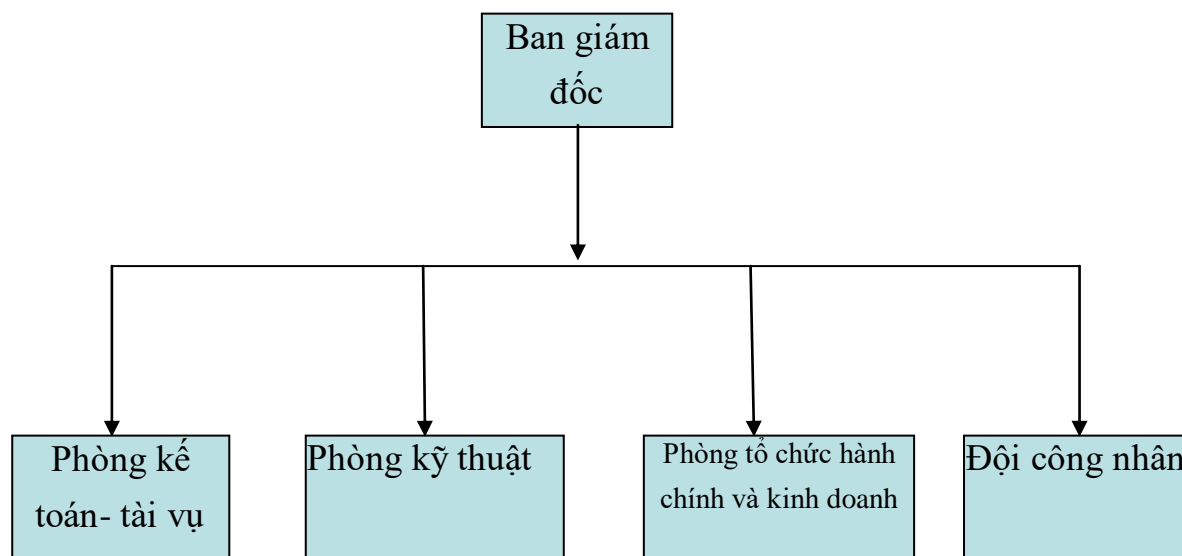 Ban giám
đốc
Phòng kế
toán- tài vụ
Phòng kỹ thuật
Phòng tổ chức hành
chính và kinh doanh
Đội công nhân